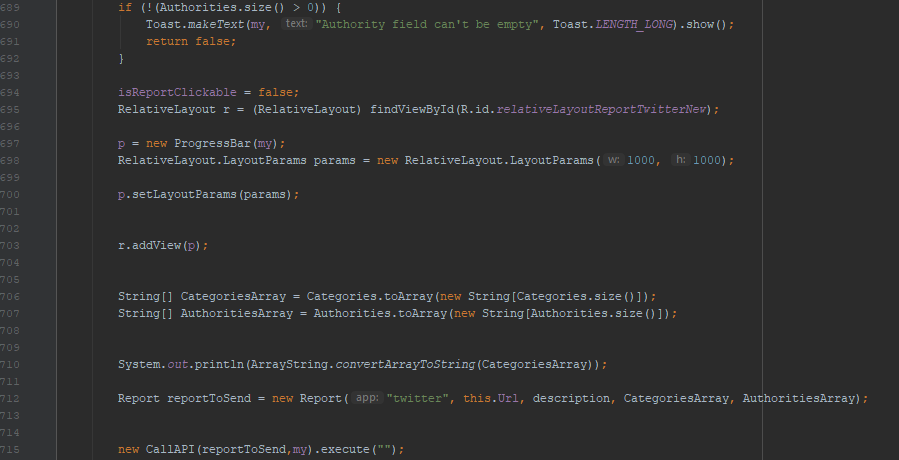 689 if (!(Authorities.size() > 0)) {
690 Toast.makeText(my, text: "Authority field can't be empty", Toast.LENGTH_LONG).show();
691 return false;
692 }
693
694 isReportClickable = false;
695 RelativeLayout r = (RelativeLayout) findViewById(R.id.relativeLayoutReportTwitterNew);
696
697 p = new ProgressBar(my);
698 RelativeLayout.LayoutParams params = new RelativeLayout.LayoutParams( w: 1000, h: 1000);
699
700 p.setLayoutParams(params);
701
702
703 r.addView(p);
704
705
706 String[] CategoriesArray = Categories.toArray(new String[Categories.size()]);
707 String[] AuthoritiesArray = Authorities.toArray(new String[Authorities.size()]);
708
709
710 System.out.println(ArrayString.convertArrayToString(CategoriesArray));
711
712 Report reportToSend = new Report( app: "twitter", this.Url, description, CategoriesArray, AuthoritiesArray);
713
714
715 new CallAPI(reportToSend,my).execute("");